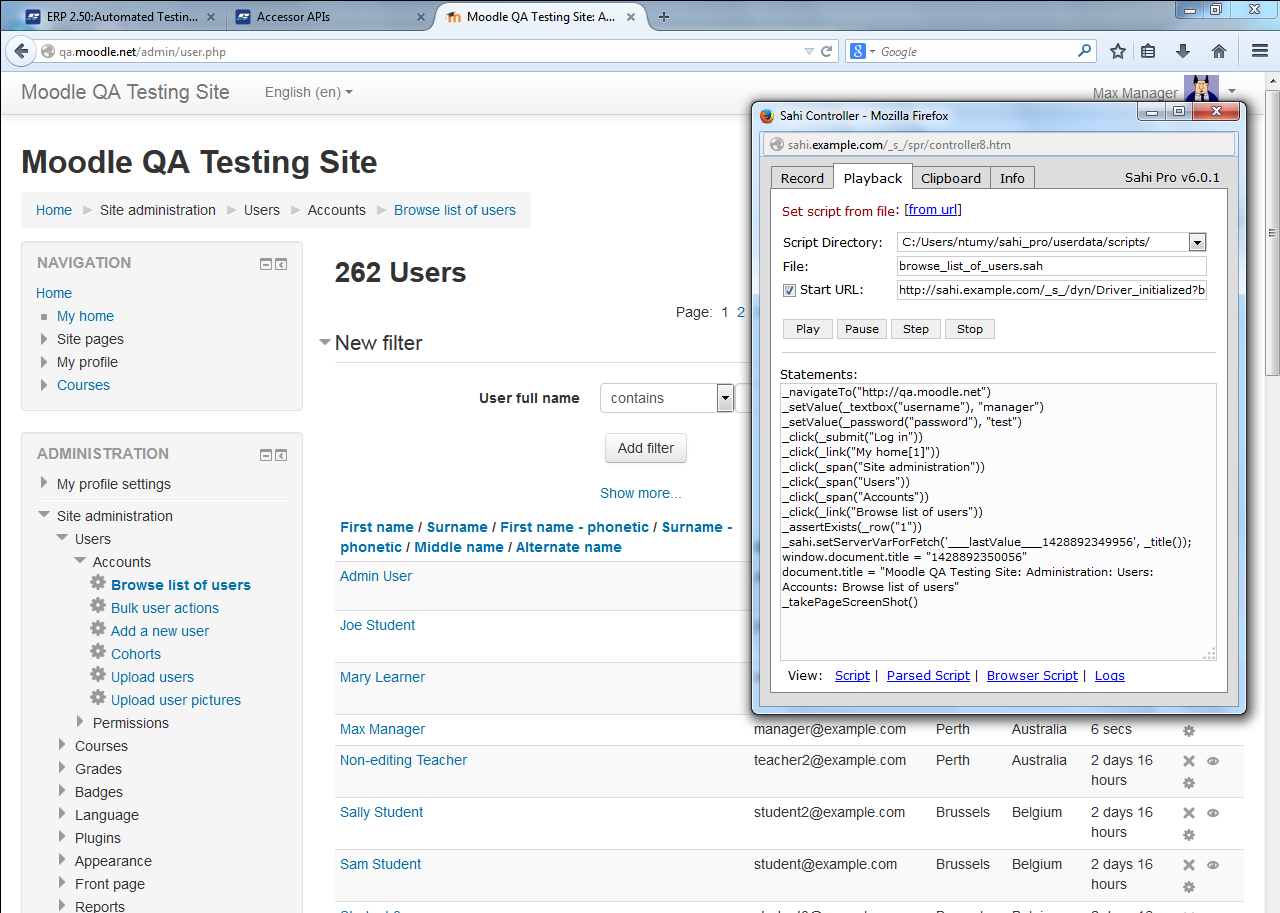 ERP 2.50:Automated Testin...
Accessor APIs
Moodle QA Testing Site: A...
qa.moodle.net/admin/user.php
Google
Moodle QA Testing Site
English (en)
Max Manager
Moodle QA Testing Site
Home
Site administration
Users
Accounts
Browse list of users
NAVIGATION
Home
My home
Site pages
My profile
Courses
ADMINISTRATION
My profile settings
Site administration
Users
Accounts
Browse list of users
Bulk user actions
Add a new user
Cohorts
Upload users
Upload user pictures
Permissions
Courses
Grades
Badges
Language
Plugins
Appearance
Front page
Reports
262 Users
Page: 1 2
New filter
User full name
contains
Add filter
Show more...
First name / Surname / First name - phonetic / Surname -
phonetic / Middle name / Alternate name
Admin User
Joe Student
Mary Learner
Max Manager manager@example.com Perth Australia 6 secs
Non-editing Teacher teacher2@example.com Perth Australia 2 days 16
hours
Sally Student student2@example.com Brussels Belgium 2 days 16
hours
Sam Student student@example.com Brussels Belgium 2 days 16
hours
Sahi Controller - Mozilla Firefox
sahi.example.com/_s_/spr/controller8.htm
Record
Playback
Clipboard
Info
Sahi Pro v6.0.1
Set script from file: [from url]
Script Directory: C:/Users/ntumy/sahi_pro/userdata/scripts/
File: browse_list_of_users.sah
Start URL: http://sahi.example.com/_s_/dyn/Driver_initialized?b
Play
Pause
Step
Stop
Statements:
_navigateTo("http://qa.moodle.net")
_setValue(_textbox("username"), "manager")
_setValue(_password("password"), "test")
_click(_submit("Log in"))
_click(_link("My home[1]"))
_click(_span("Site administration"))
_click(_span("Users"))
_click(_span("Accounts"))
_click(_link("Browse list of users"))
_assertExists(_row("1"))
_sahi.setServerVarForFetch('___lastValue___1428892349956', _title());
window.document.title = "1428892350056"
document.title = "Moodle QA Testing Site: Administration: Users:
Accounts: Browse list of users"
_takePageScreenShot()
View: Script | Parsed Script | Browser Script | Logs